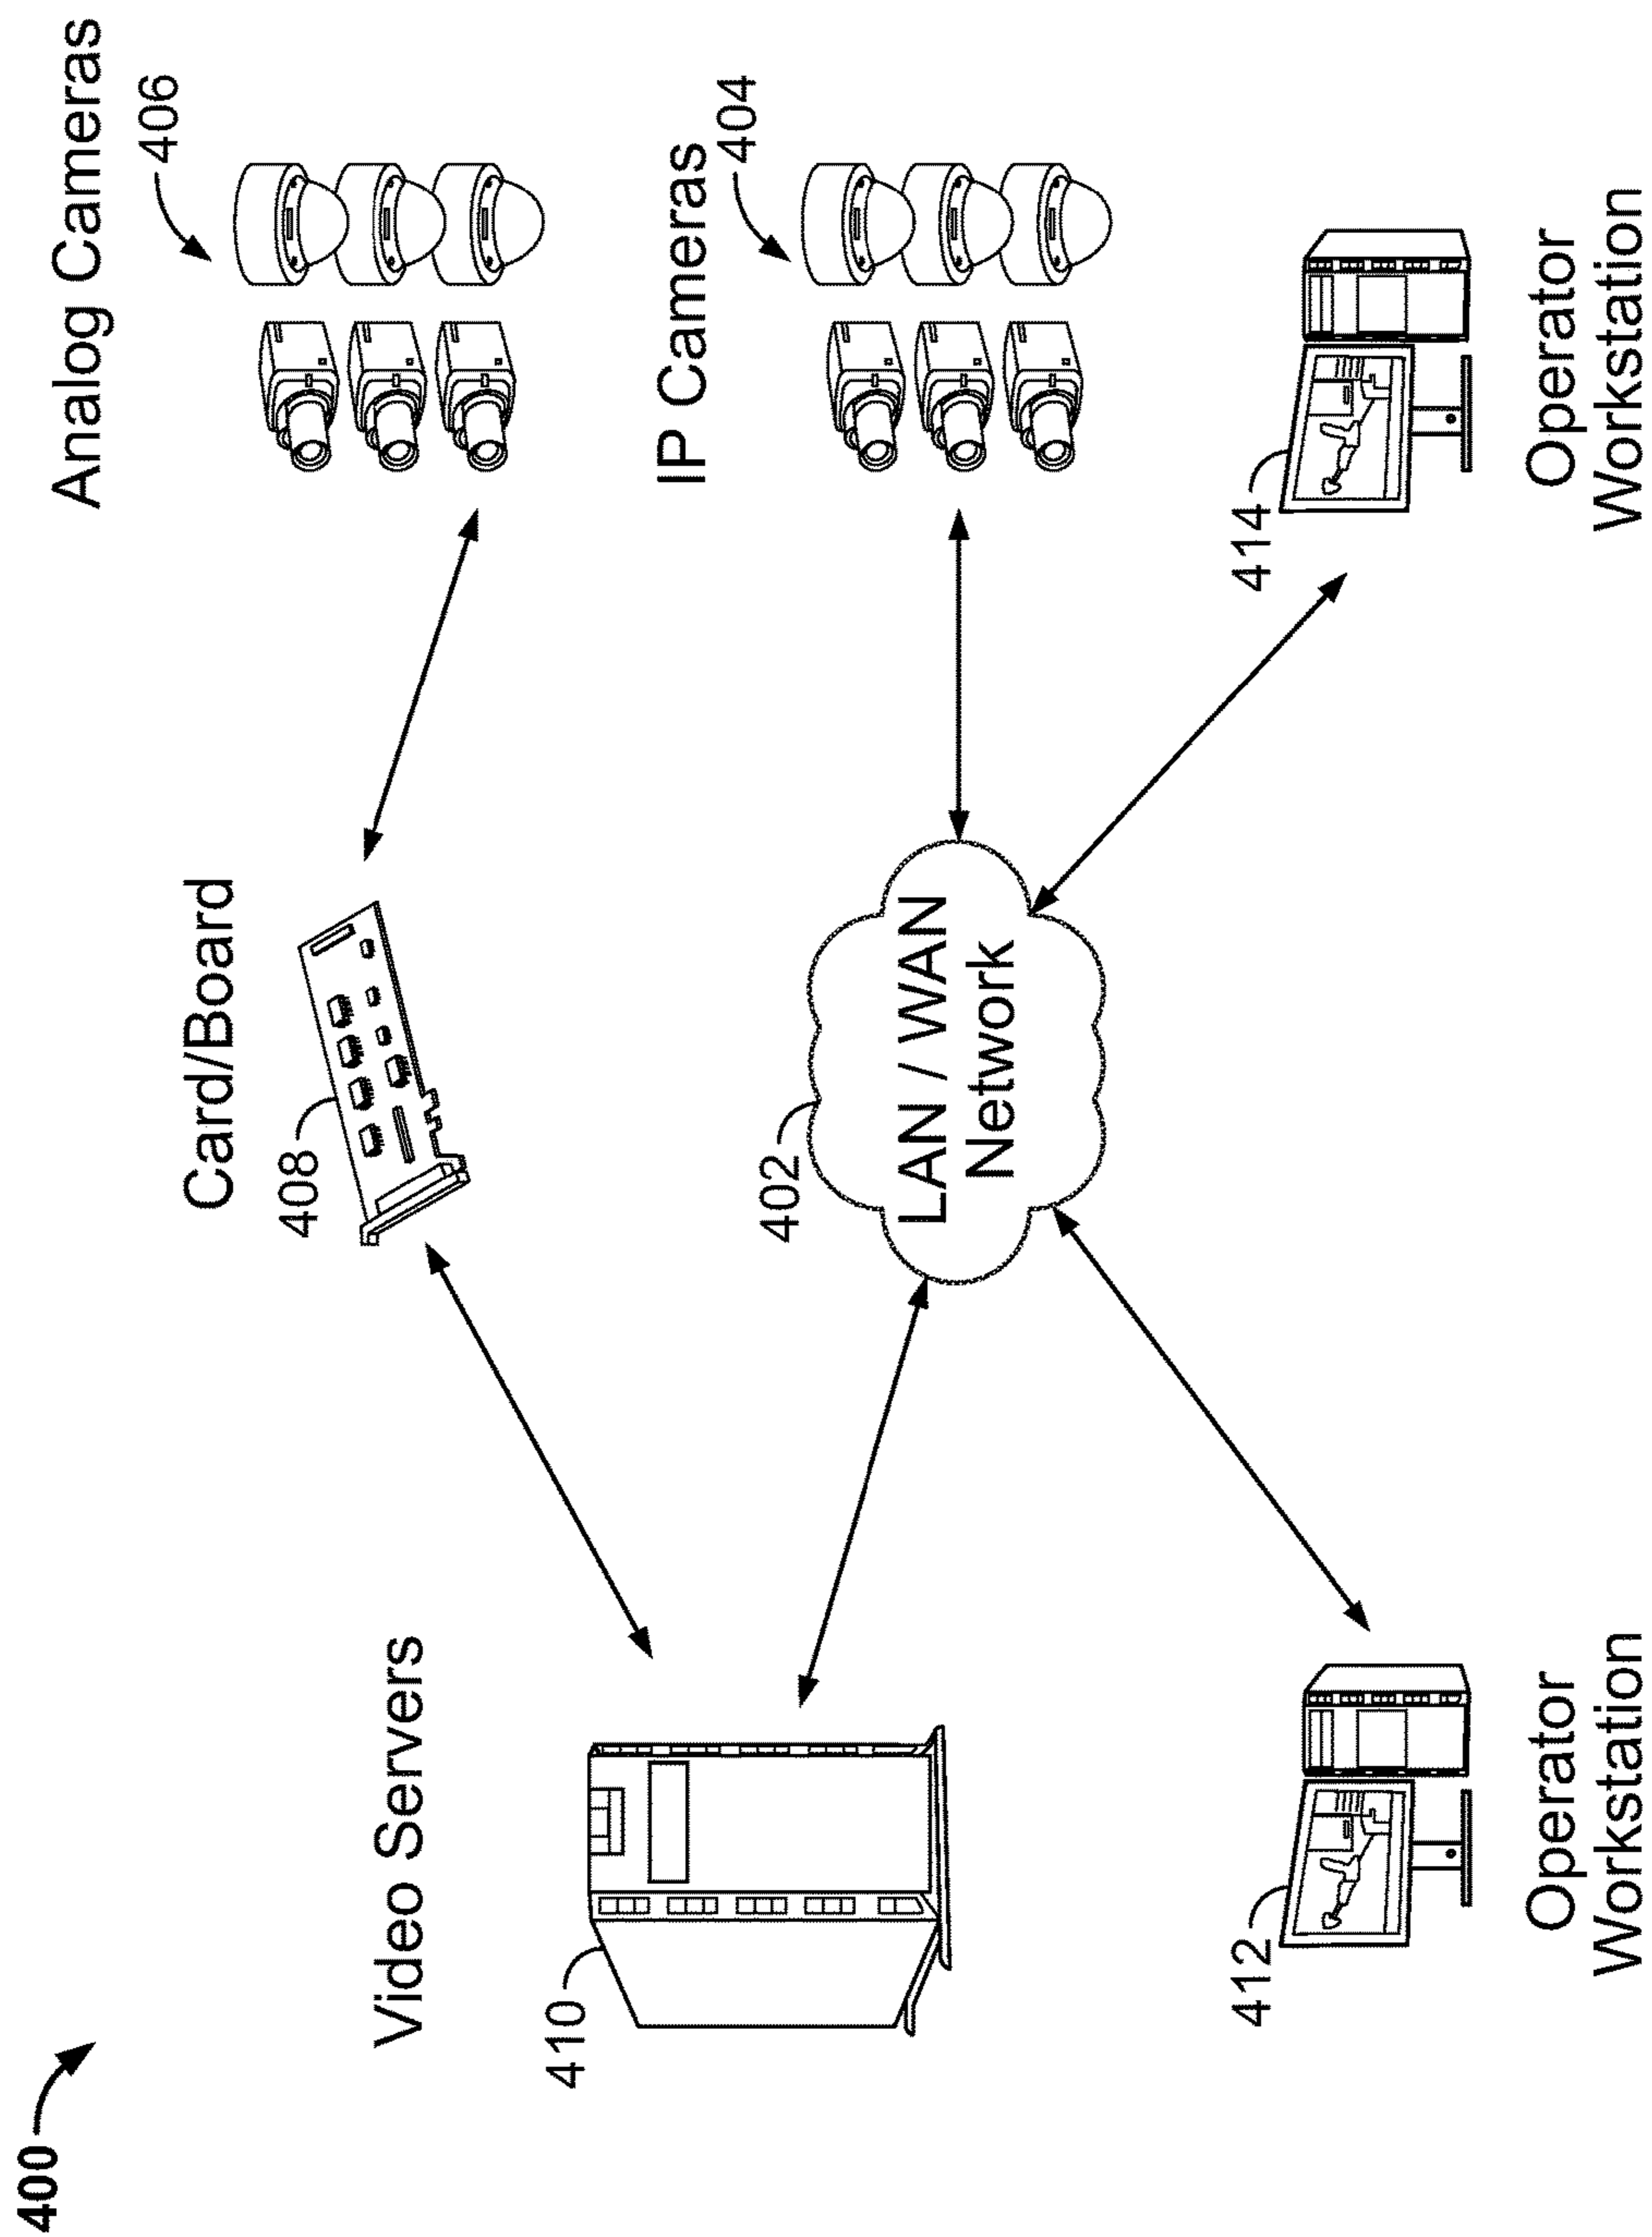 400
Video Servers
410
Card/Board
408
Analog Cameras
406
IP Cameras
404
402
LAN / WAN
Network
412
Operator
Workstation
414
Operator
Workstation